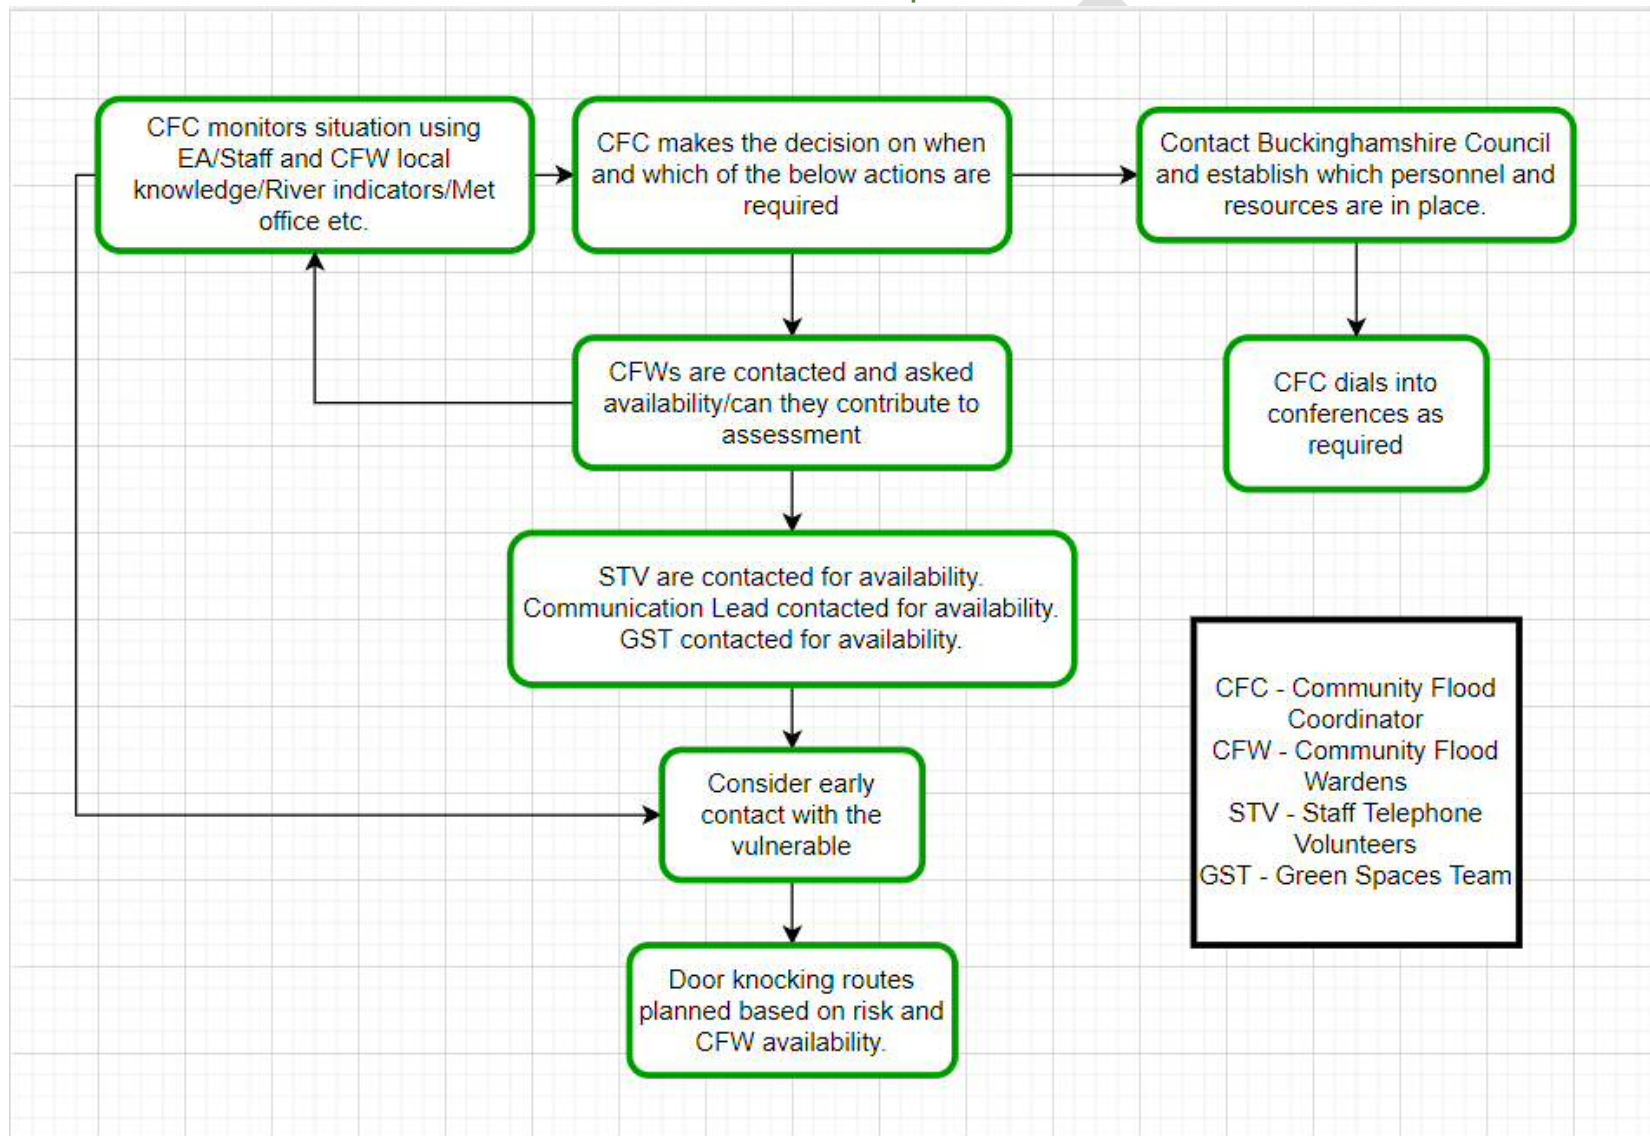 CFC monitors situation using
EA/Staff and CFW local
knowledge/River indicators/Met
office etc.
CFC makes the decision on when
and which of the below actions are
required
Contact Buckinghamshire Council
and establish which personnel and
resources are in place.
CFWs are contacted and asked
availability/can they contribute to
assessment
CFC dials into
conferences as
required
STV are contacted for availability.
Communication Lead contacted for availability.
GST contacted for availability.
CFC - Community Flood
Coordinator
CFW - Community Flood
Wardens
STV - Staff Telephone
Volunteers
GST - Green Spaces Team
Consider early
contact with the
vulnerable
Door knocking routes
planned based on risk and
CFW availability.